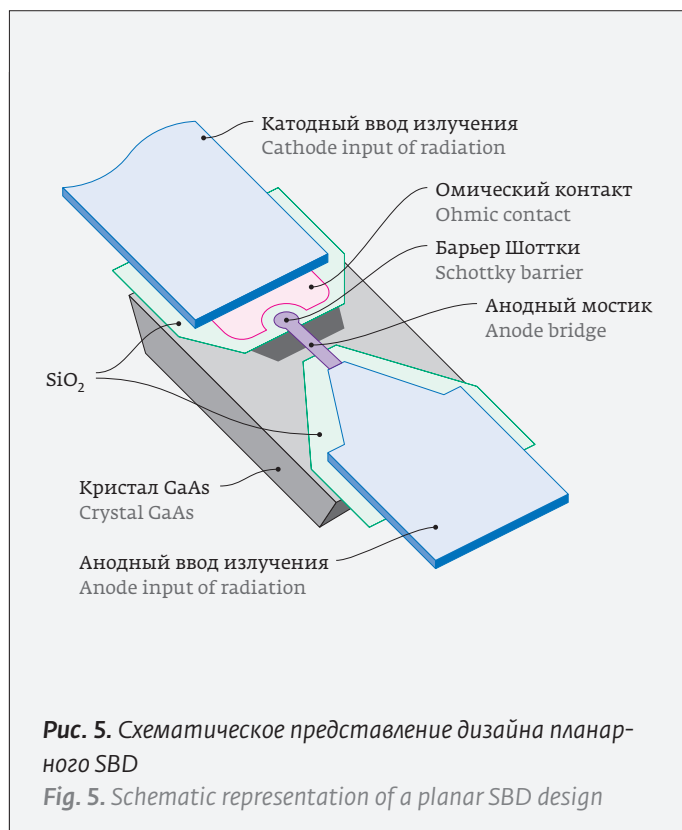 Катодный ввод излучения
Cathode input of radiation
Омический контакт
Ohmic contact
Барьер Шоттки
Schottky barrier
Анодный мостик
Anode bridge
SiO₂
Кристал GaAs
Crystal GaAs
Анодный ввод излучения
Anode input of radiation
Рис. 5. Схематическое представление дизайна планар-
ного SBD
Fig. 5. Schematic representation of a planar SBD design